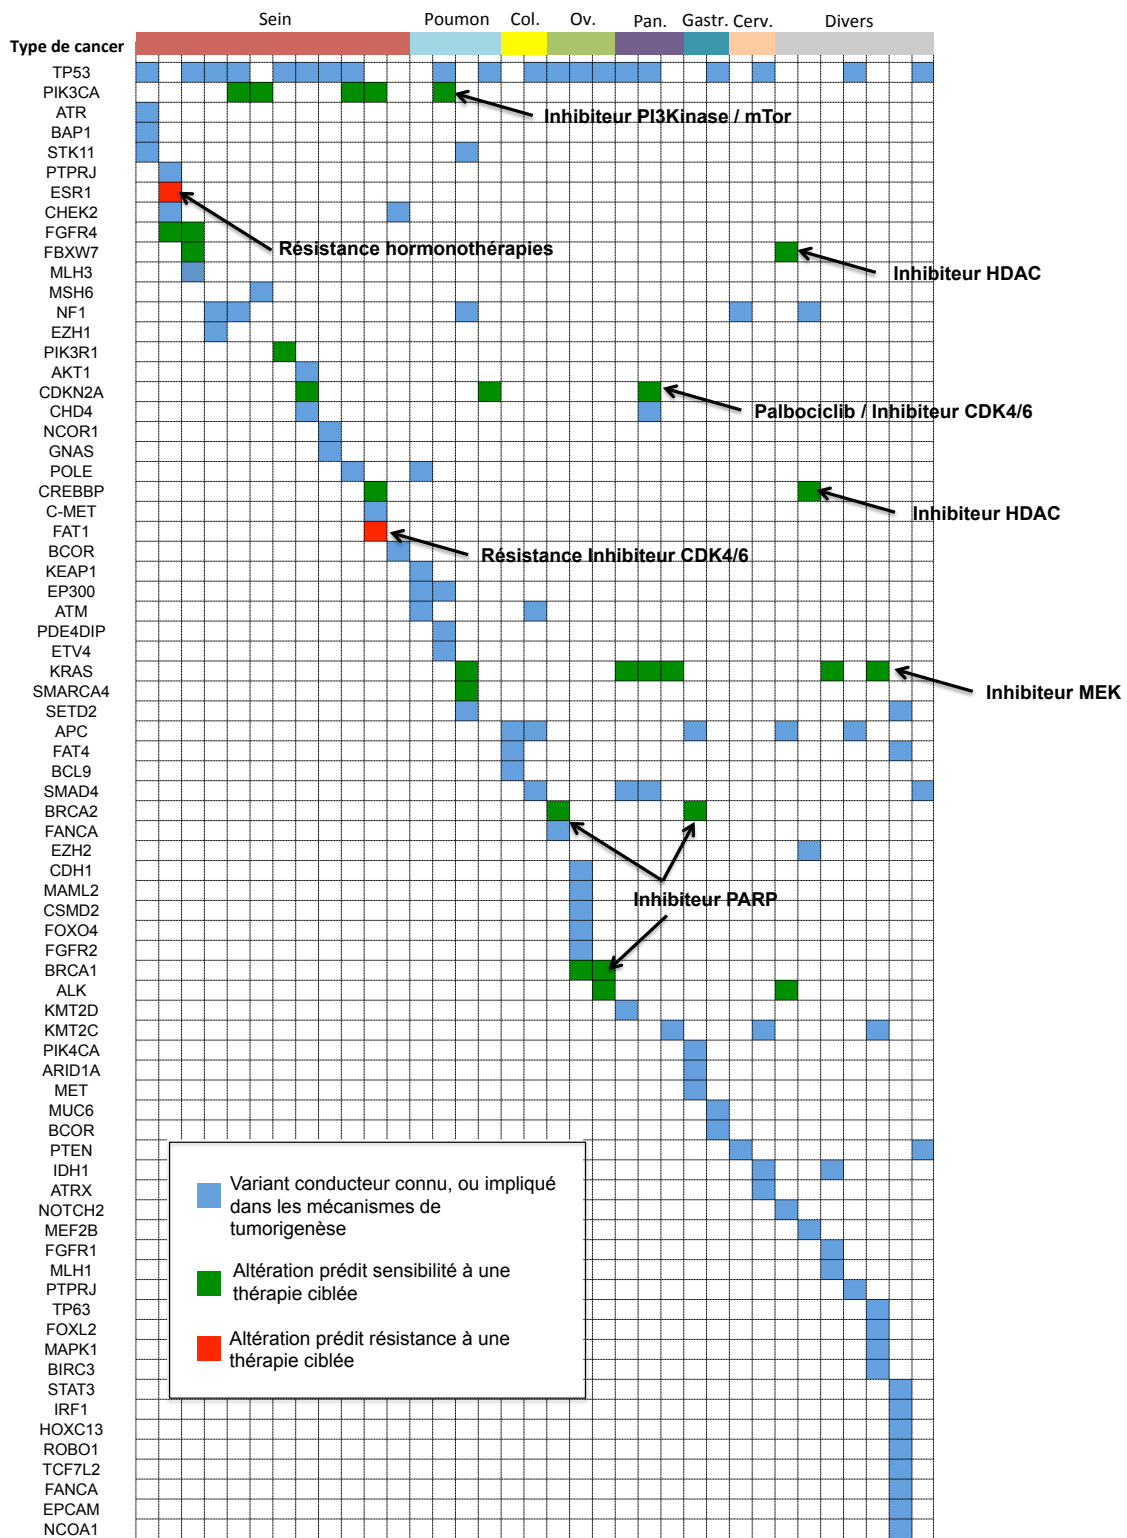 Sein Poumon Col. Ov. Pan. Gastr. Cerv. Divers
Type de cancer
TP53
PIK3CA
Inhibiteur PI3Kinase / mTor
ATR
BAP1
STK11
PTPRJ
ESR1
CHEK2
FGFR4
Résistance hormonothérapies
FBXW7
MLH3
Inhibiteur HDAC
MSH6
NF1
EZH1
PIK3R1
AKT1
CDKN2A
CHD4
Palbociclib / Inhibiteur CDK4/6
NCOR1
GNAS
POLE
CREBBP
C-MET
Inhibiteur HDAC
FAT1
BCOR
Résistance Inhibiteur CDK4/6
KEAP1
EP300
ATM
PDE4DIP
ETV4
KRAS
SMARCA4
Inhibiteur MEK
SETD2
APC
FAT4
BCL9
SMAD4
BRCA2
FANCA
EZH2
CDH1
MAML2
Inhibiteur PARP
CSMD2
FOXO4
FGFR2
BRCA1
ALK
KMT2D
KMT2C
PIK4CA
ARID1A
MET
MUC6
BCOR
PTEN
IDH1
ATRX
NOTCH2
MEF2B
FGFR1
MLH1
PTPRJ
TP63
FOXL2
MAPK1
BIRC3
STAT3
IRF1
HOXC13
ROBO1
TCF7L2
FANCA
EPCAM
NCOA1
Variant conducteur connu, ou impliqué
dans les mécanismes de
tumorigenèse
Altération prédit sensibilité à une
thérapie ciblée
Altération prédit résistance à une
thérapie ciblée